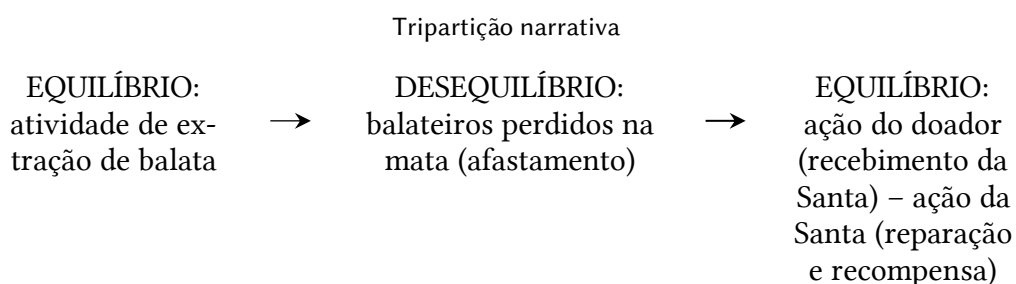 Tripartição narrativa
EQUILÍBRIO:
atividade de ex-
tração de balata
→
DESEQUILÍBRIO:
balateiros perdidos na
mata (afastamento)
→
EQUILÍBRIO:
ação do doador
(recebimento da
Santa) – ação da
Santa (reparação
e recompensa)